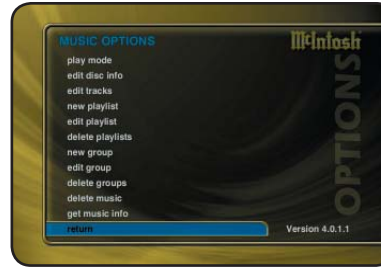 MUSIC OPTIONS
McIntosh
play mode
edit disc info
edit tracks
new playlist
edit playlist
delete playlists
new group
edit group
delete groups
delete music
get music info
return
Version 4.0.1.1
OPTIONS